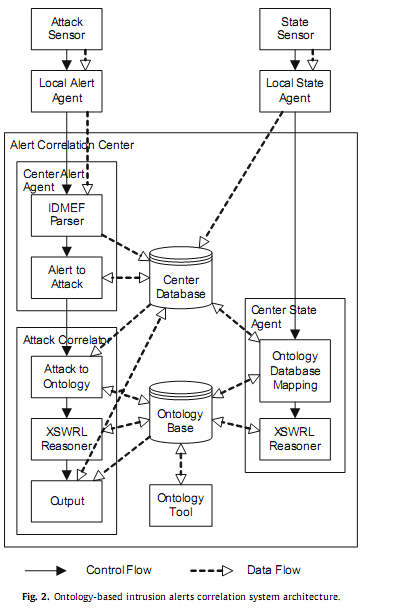 Attack
Sensor
State
Sensor
Local Alert
Agent
Local State
Agent
Alert Correlation Center
CenterAlert
Agent
IDMEF
Parser
Alert to
Attack
Center
Database
Center State
Agent
Attack Correlator
Attack to
Ontology
Ontology
Database
Mapping
Ontology
Base
XSWRL
Reasoner
XSWRL
Reasoner
Output
Ontology
Tool
Control Flow
Data Flow
Fig. 2. Ontology-based intrusion alerts correlation system architecture.